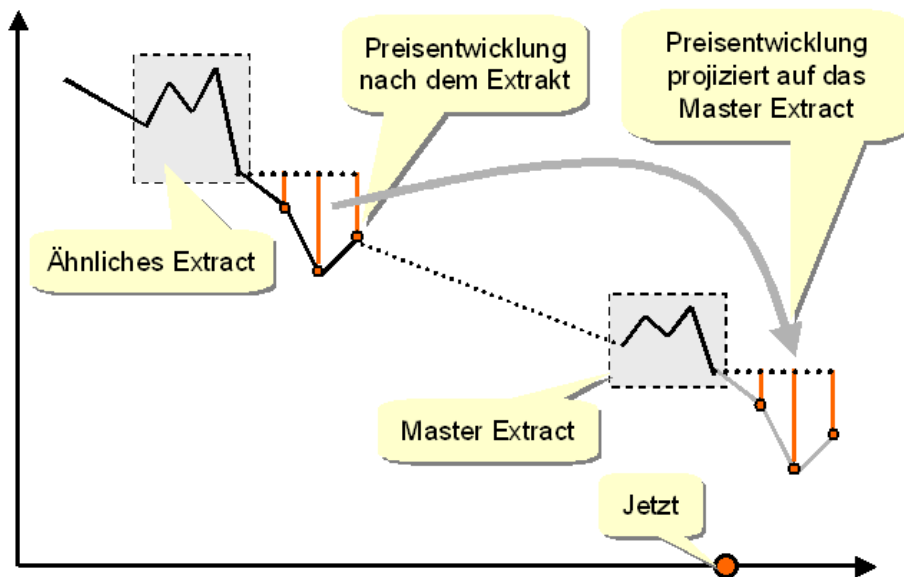 Preisentwicklung
nach dem Extrakt
Preisentwicklung
projiziert auf das
Master Extract
Ähnliches Extract
Master Extract
Jetzt